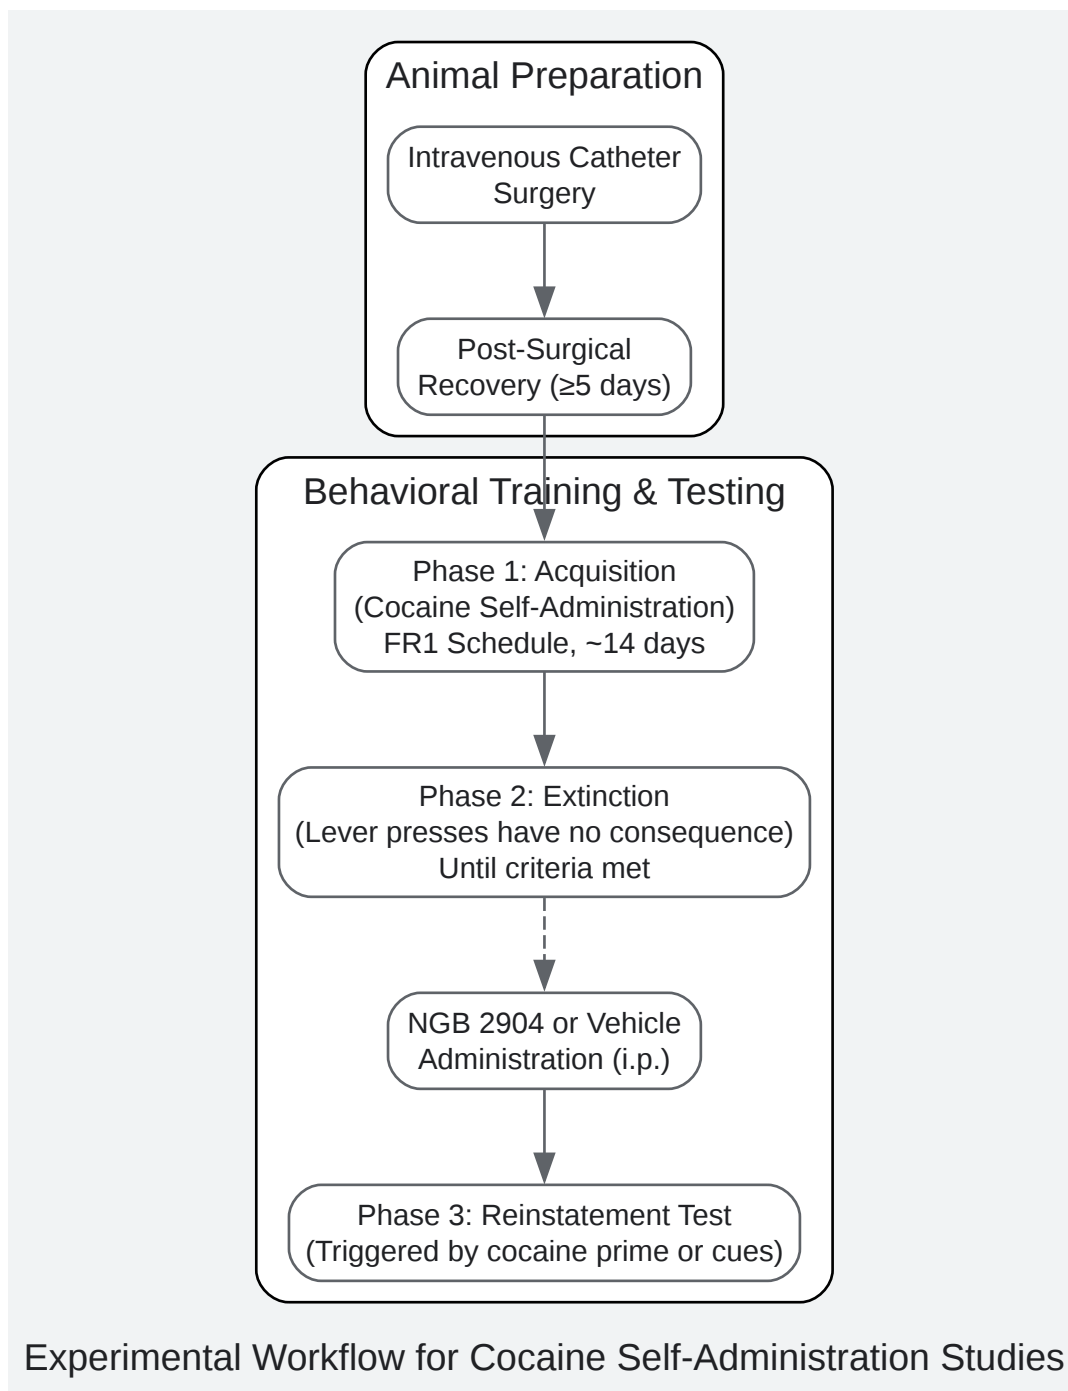 Animal Preparation
Intravenous Catheter
Surgery
Post-Surgical
Recovery (≥5 days)
Behavioral Training & Testing
Phase 1: Acquisition
(Cocaine Self-Administration)
FR1 Schedule, ~14 days
Phase 2: Extinction
(Lever presses have no consequence)
Until criteria met
NGB 2904 or Vehicle
Administration (i.p.)
Phase 3: Reinstatement Test
(Triggered by cocaine prime or cues)
Experimental Workflow for Cocaine Self-Administration Studies